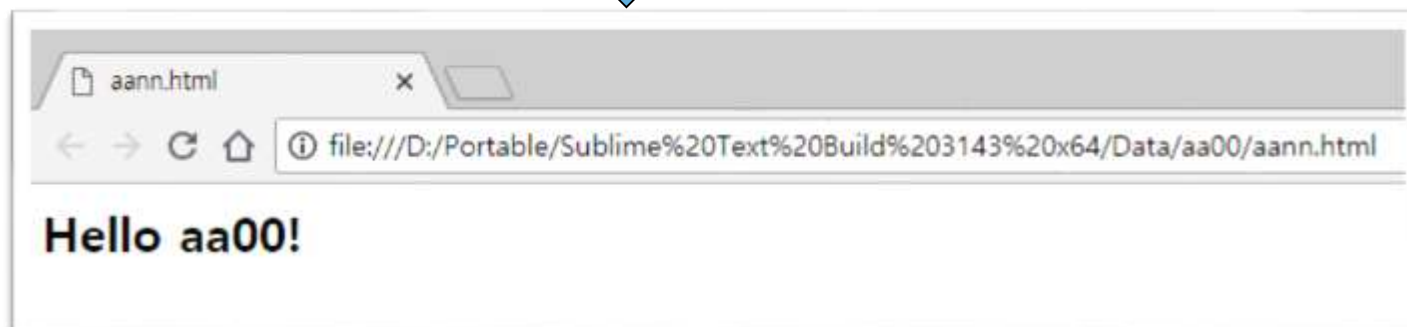 aann.html
file:///D:/Portable/Sublime%20Text%20Build%203143%20x64/Data/aa00/aann.html
Hello aa00!